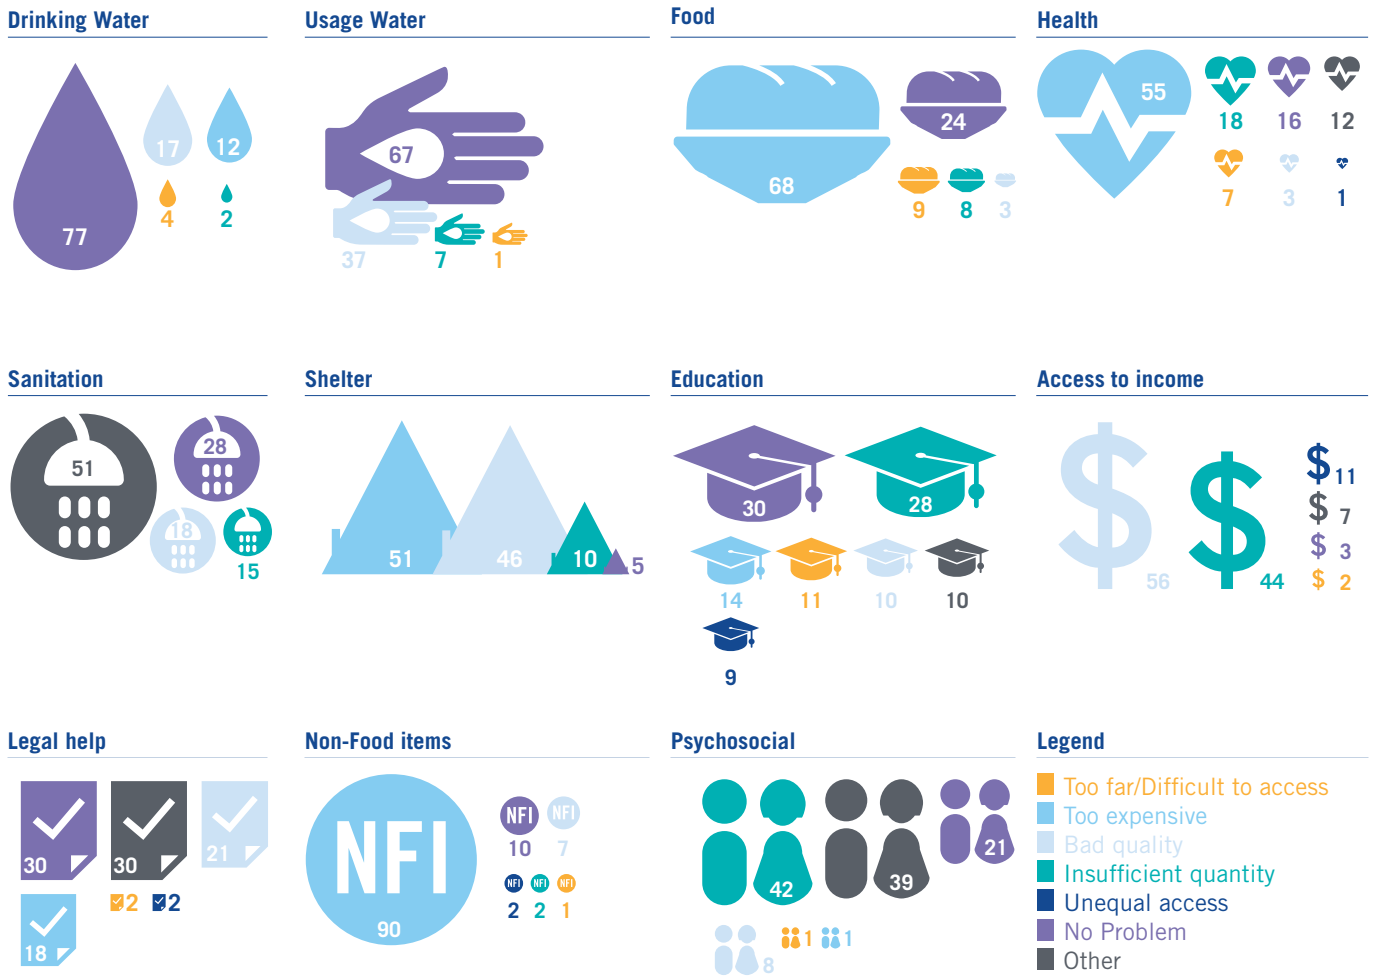 Drinking Water
77
17
12
4
2
Usage Water
67
37
7
1
Food
68
24
9
8
3
Health
55
18
16
12
7
3
1
Sanitation
51
28
18
15
Shelter
51
46
10
5
Education
30
28
14
11
10
10
9
Access to income
56
44
$ 11
$ 7
$ 3
$ 2
Legal help
30
30
21
18
2
2
Non-Food items
NFI
90
NFI
10
NFI
7
NFI
2
NFI
2
NFI
1
Psychosocial
42
39
21
8
1
1
Legend
Too far/Difficult to access
Too expensive
Bad quality
Insufficient quantity
Unequal access
No Problem
Other